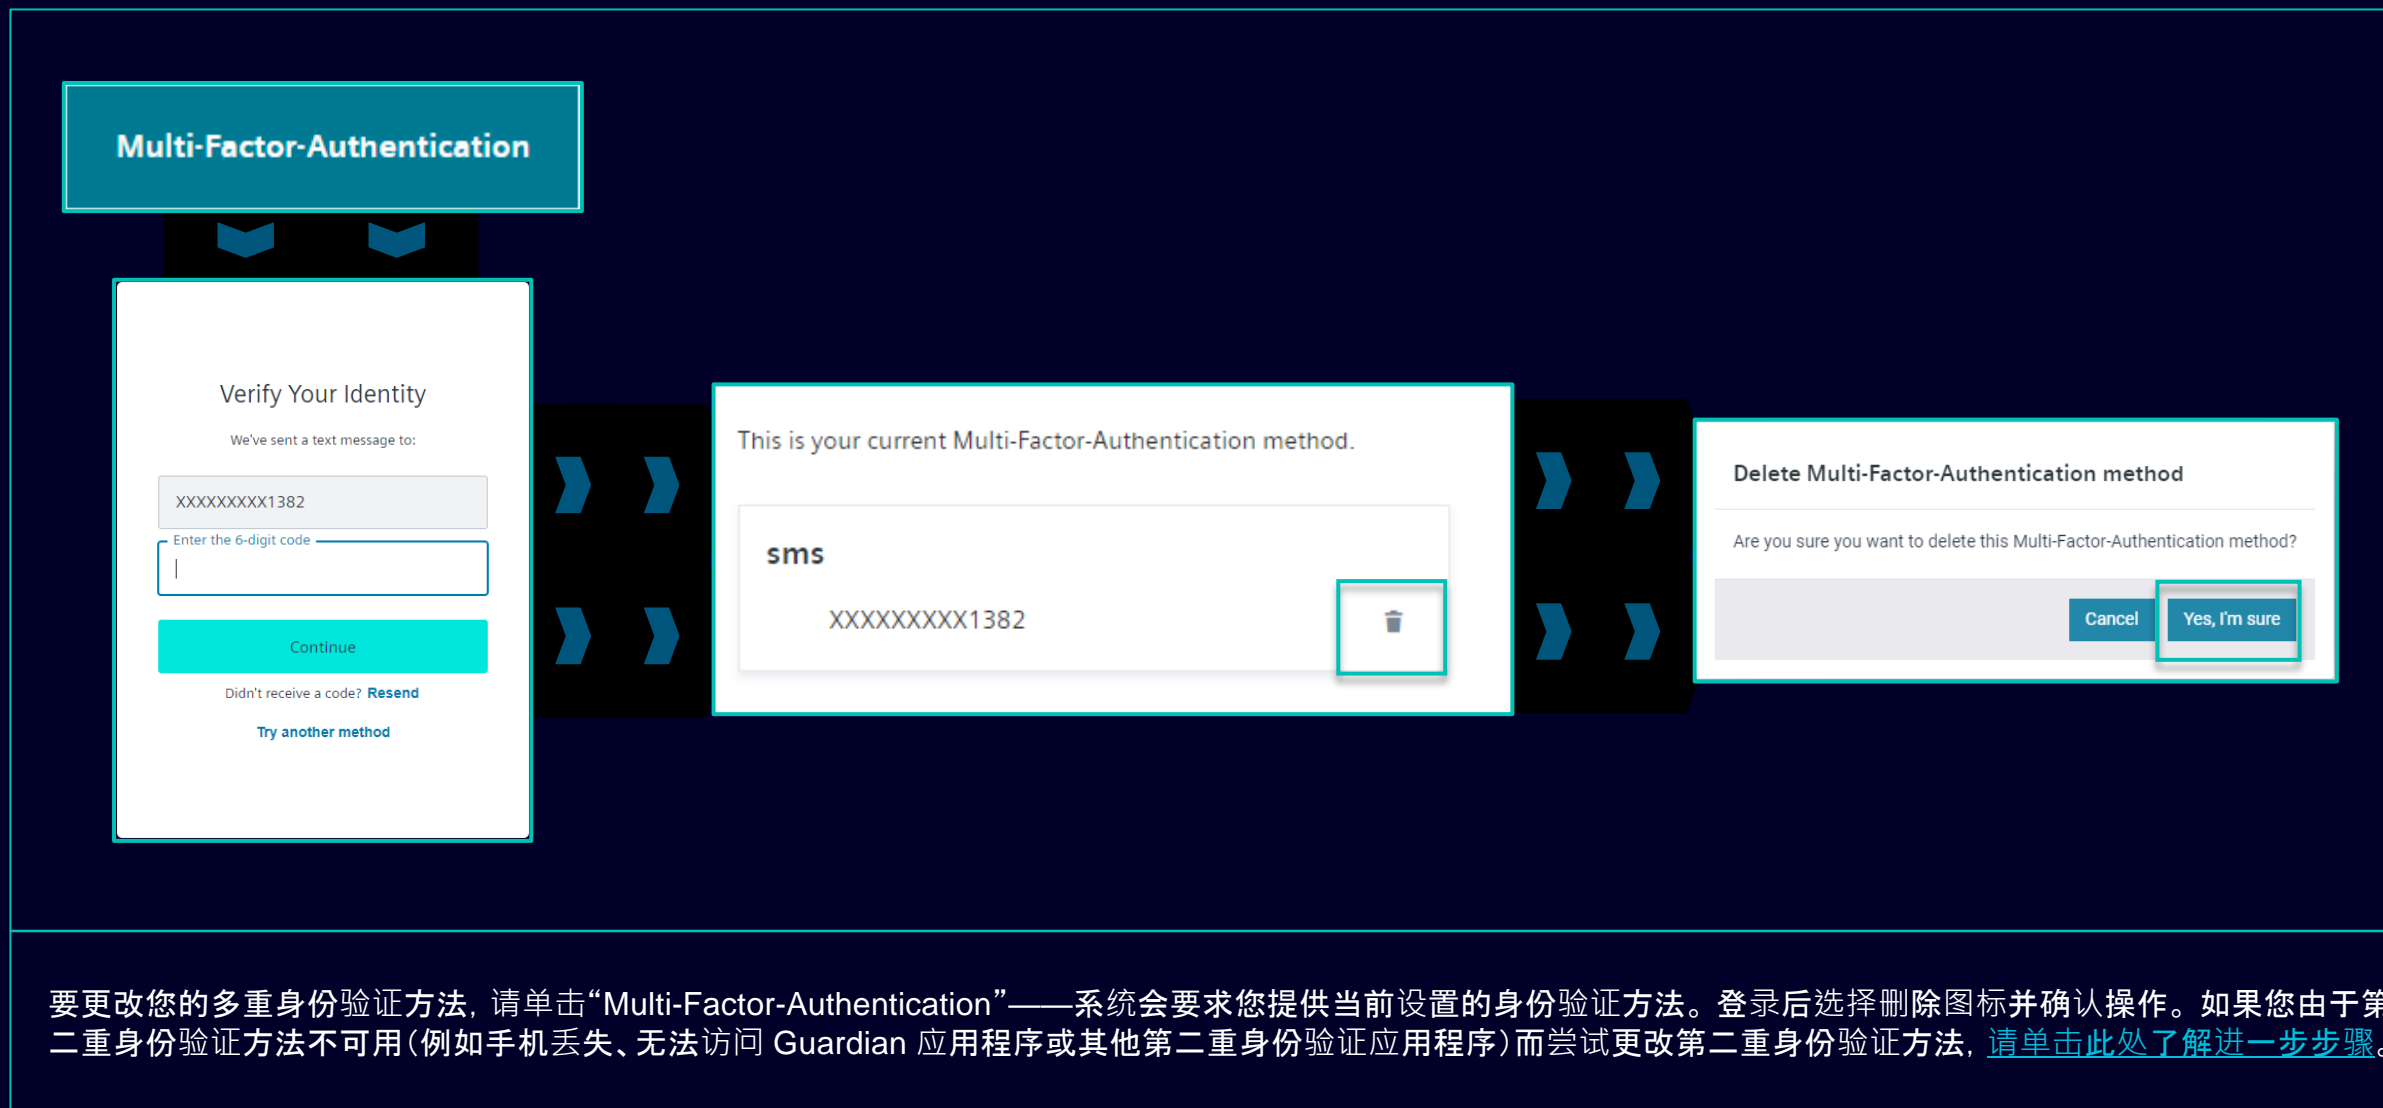 Multi-Factor-Authentication
Verify Your Identity
We've sent a text message to:
XXXXXXXXX1382
Enter the 6-digit code
Continue
Didn't receive a code? Resend
Try another method
This is your current Multi-Factor-Authentication method.
sms
XXXXXXXXX1382
Delete Multi-Factor-Authentication method
Are you sure you want to delete this Multi-Factor-Authentication method?
Cancel Yes, I'm sure
要更改您的多重身份验证方法, 请单击“Multi-Factor-Authentication”——系统会要求您提供当前设置的身份验证方法。登录后选择删除图标并确认操作。如果您由于第
二重身份验证方法不可用(例如手机丢失、无法访问 Guardian 应用程序或其他第二重身份验证应用程序)而尝试更改第二重身份验证方法, 请单击此处了解进一步步骤。